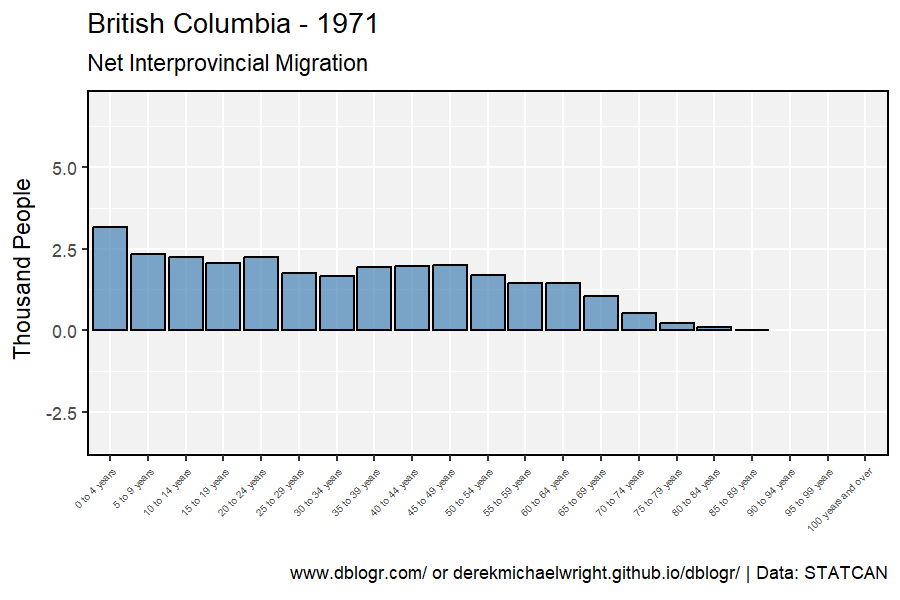 British Columbia - 1971
Net Interprovincial Migration
Thousand People
5.0
2.5
0.0
-2.5
0 to 4 years
5 to 9 years
10 to 14 years
15 to 19 years
20 to 24 years
25 to 29 years
30 to 34 years
35 to 39 years
40 to 44 years
45 to 49 years
50 to 54 years
55 to 59 years
60 to 64 years
65 to 69 years
70 to 74 years
75 to 79 years
80 to 84 years
85 to 89 years
90 to 94 years
95 to 99 years
100 years and over
www.dblogr.com/ or derekmichaelwright.github.io/dblogr/ | Data: STATCAN